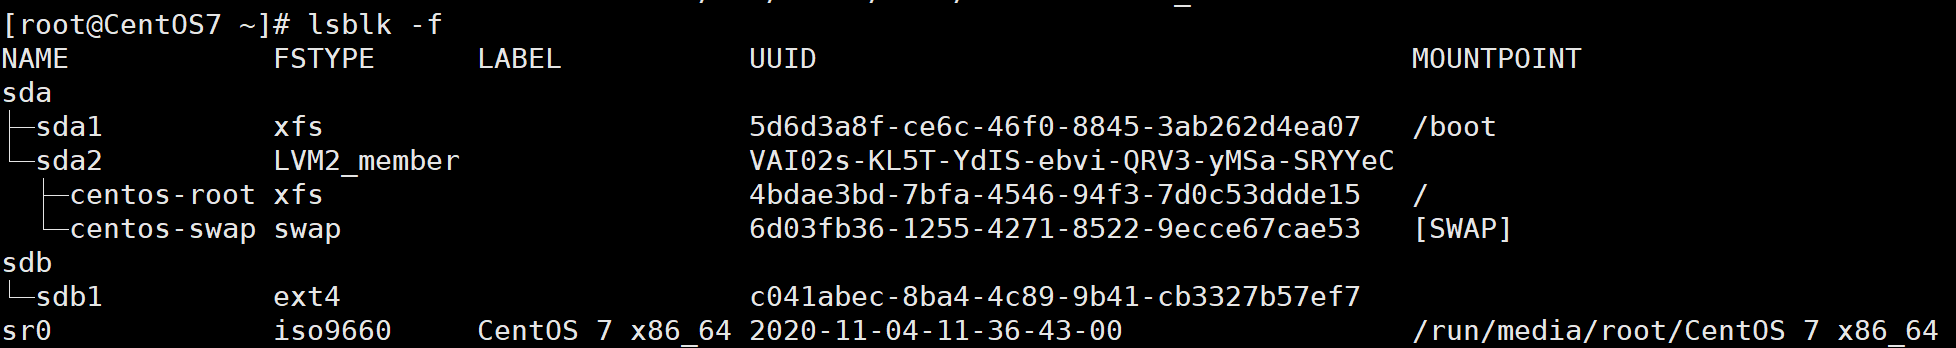 [root@CentOS7 ~]# lsblk -f
NAME            FSTYPE      LABEL           UUID                                   MOUNTPOINT
sda
├─sda1          xfs                         5d6d3a8f-ce6c-46f0-8845-3ab262d4ea07   /boot
└─sda2          LVM2_member                 VAI02s-KL5T-YdIS-ebvi-QRV3-yMSa-SRYYeC
  ├─centos-root xfs                         4bdae3bd-7bfa-4546-94f3-7d0c53ddde15   /
  └─centos-swap swap                        6d03fb36-1255-4271-8522-9ecce67cae53   [SWAP]
sdb
└─sdb1          ext4                        c041abec-8ba4-4c89-9b41-cb3327b57ef7
sr0             iso9660     CentOS 7 x86_64 2020-11-04-11-36-43-00                 /run/media/root/CentOS 7 x86_64